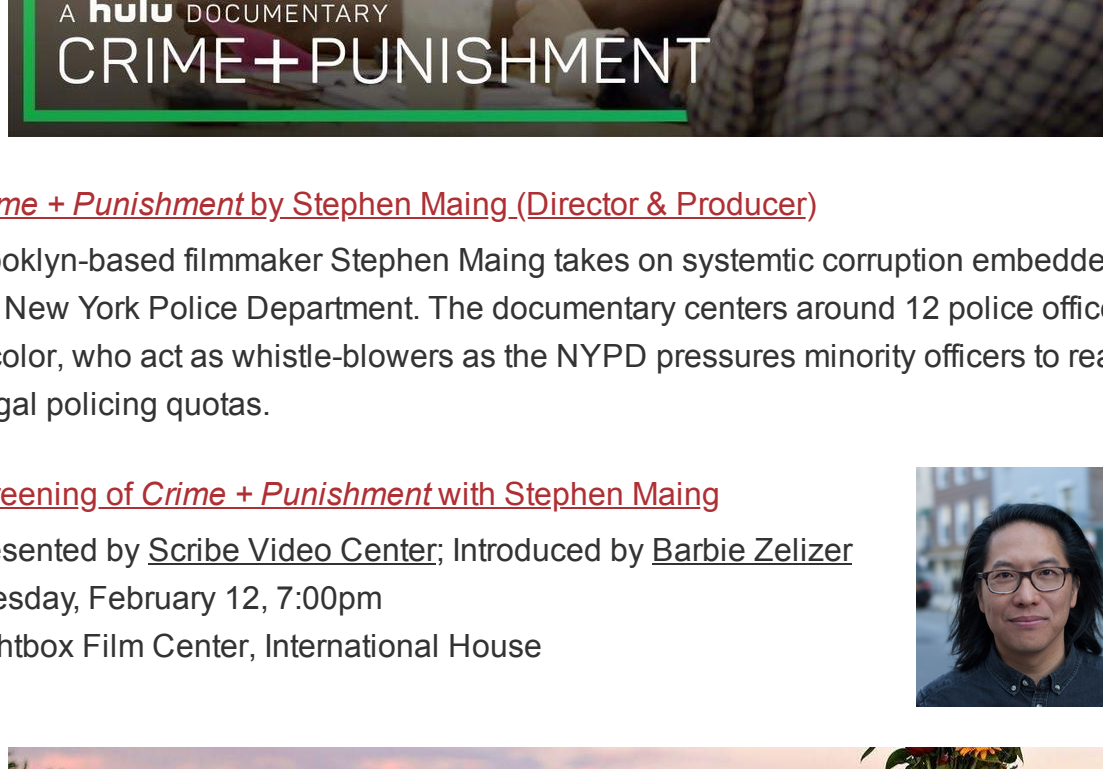 A hulu DOCUMENTARY
CRIME+PUNISHMENT
me + Punishment by Stephen Maing (Director & Producer)
oklyn-based filmmaker Stephen Maing takes on systemtic corruption embedde
New York Police Department. The documentary centers around 12 police offic
color, who act as whistle-blowers as the NYPD pressures minority officers to rea
gal policing quotas.
reening of Crime + Punishment with Stephen Maing
esented by Scribe Video Center; Introduced by Barbie Zelizer
esday, February 12, 7:00pm
htbox Film Center, International House